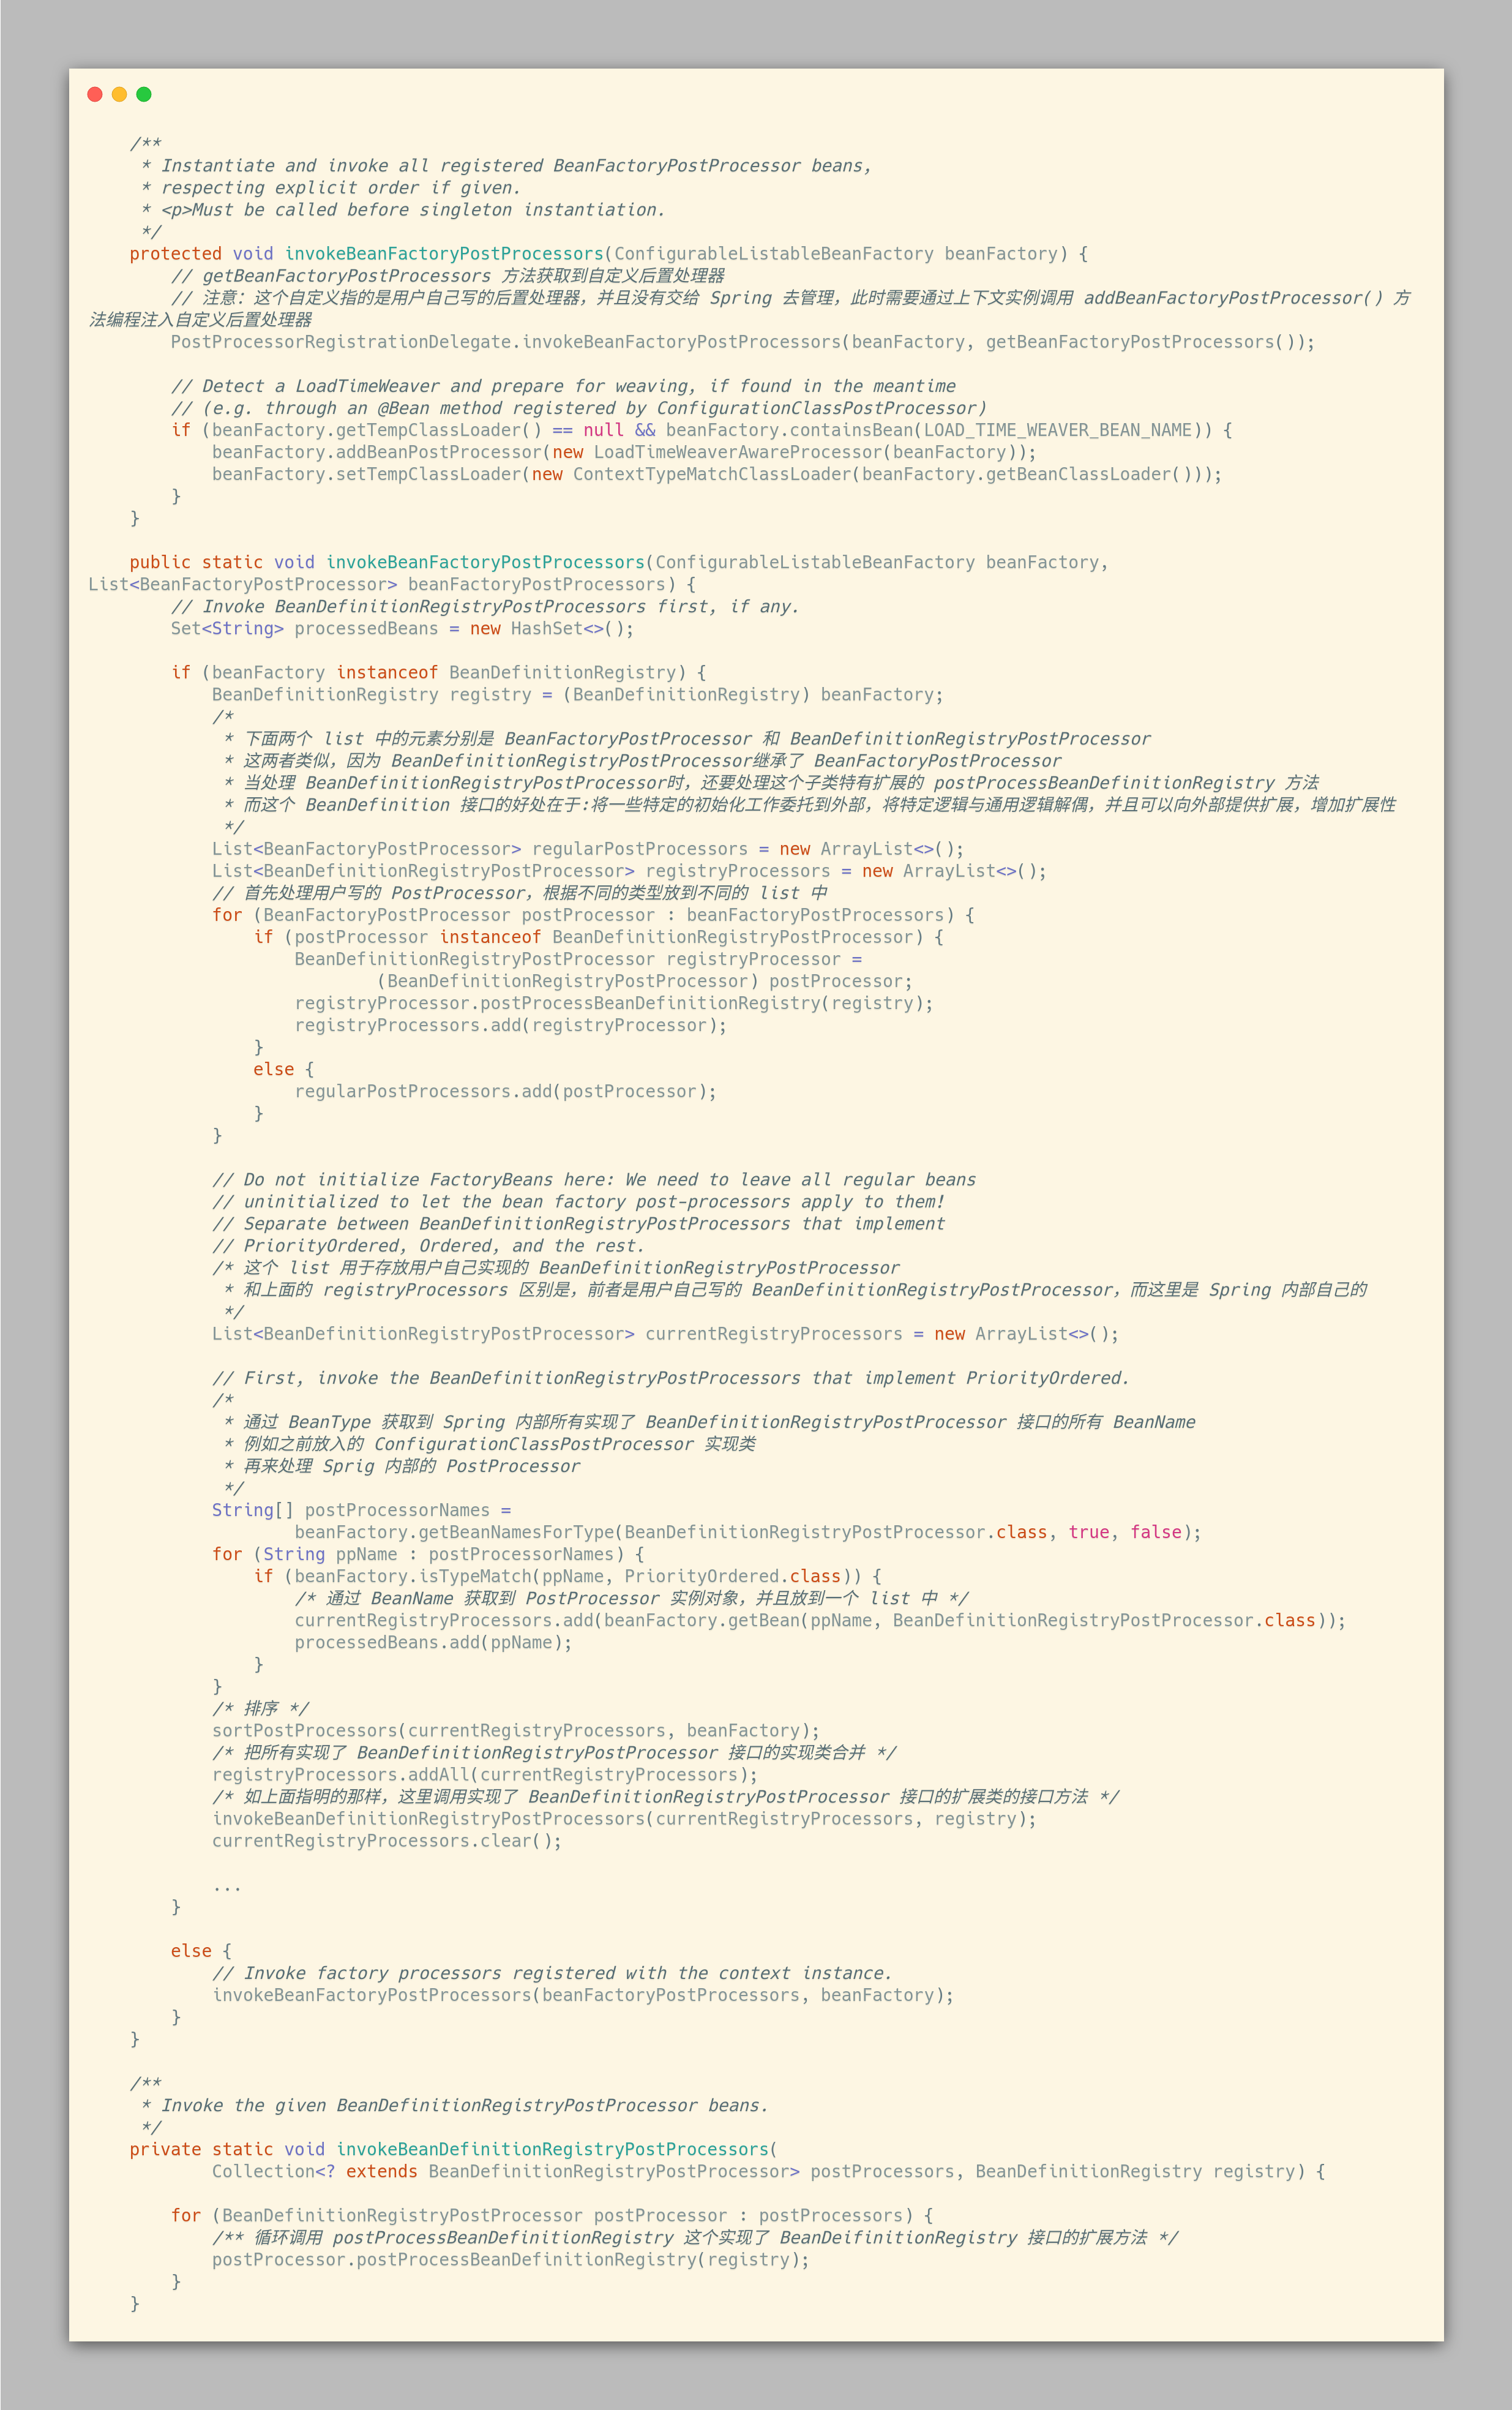 /**
     * Instantiate and invoke all registered BeanFactoryPostProcessor beans,
     * respecting explicit order if given.
     * <p>Must be called before singleton instantiation.
     */
    protected void invokeBeanFactoryPostProcessors(ConfigurableListableBeanFactory beanFactory) {
        // getBeanFactoryPostProcessors 方法获取到自定义后置处理器
        // 注意：这个自定义指的是用户自己写的后置处理器，并且没有交给 Spring 去管理，此时需要通过上下文实例调用 addBeanFactoryPostProcessor() 方
法编程注入自定义后置处理器
        PostProcessorRegistrationDelegate.invokeBeanFactoryPostProcessors(beanFactory, getBeanFactoryPostProcessors());

        // Detect a LoadTimeWeaver and prepare for weaving, if found in the meantime
        // (e.g. through an @Bean method registered by ConfigurationClassPostProcessor)
        if (beanFactory.getTempClassLoader() == null && beanFactory.containsBean(LOAD_TIME_WEAVER_BEAN_NAME)) {
            beanFactory.addBeanPostProcessor(new LoadTimeWeaverAwareProcessor(beanFactory));
            beanFactory.setTempClassLoader(new ContextTypeMatchClassLoader(beanFactory.getBeanClassLoader()));
        }
    }

    public static void invokeBeanFactoryPostProcessors(ConfigurableListableBeanFactory beanFactory,
List<BeanFactoryPostProcessor> beanFactoryPostProcessors) {
        // Invoke BeanDefinitionRegistryPostProcessors first, if any.
        Set<String> processedBeans = new HashSet<>();

        if (beanFactory instanceof BeanDefinitionRegistry) {
            BeanDefinitionRegistry registry = (BeanDefinitionRegistry) beanFactory;
            /*
             * 下面两个 list 中的元素分别是 BeanFactoryPostProcessor 和 BeanDefinitionRegistryPostProcessor
             * 这两者类似，因为 BeanDefinitionRegistryPostProcessor继承了 BeanFactoryPostProcessor
             * 当处理 BeanDefinitionRegistryPostProcessor时，还要处理这个子类特有扩展的 postProcessBeanDefinitionRegistry 方法
             * 而这个 BeanDefinition 接口的好处在于:将一些特定的初始化工作委托到外部，将特定逻辑与通用逻辑解偶，并且可以向外部提供扩展，增加扩展性
             */
            List<BeanFactoryPostProcessor> regularPostProcessors = new ArrayList<>();
            List<BeanDefinitionRegistryPostProcessor> registryProcessors = new ArrayList<>();
            // 首先处理用户写的 PostProcessor，根据不同的类型放到不同的 list 中
            for (BeanFactoryPostProcessor postProcessor : beanFactoryPostProcessors) {
                if (postProcessor instanceof BeanDefinitionRegistryPostProcessor) {
                    BeanDefinitionRegistryPostProcessor registryProcessor =
                            (BeanDefinitionRegistryPostProcessor) postProcessor;
                    registryProcessor.postProcessBeanDefinitionRegistry(registry);
                    registryProcessors.add(registryProcessor);
                }
                else {
                    regularPostProcessors.add(postProcessor);
                }
            }

            // Do not initialize FactoryBeans here: We need to leave all regular beans
            // uninitialized to let the bean factory post-processors apply to them!
            // Separate between BeanDefinitionRegistryPostProcessors that implement
            // PriorityOrdered, Ordered, and the rest.
            /* 这个 list 用于存放用户自己实现的 BeanDefinitionRegistryPostProcessor
             * 和上面的 registryProcessors 区别是，前者是用户自己写的 BeanDefinitionRegistryPostProcessor，而这里是 Spring 内部自己的
             */
            List<BeanDefinitionRegistryPostProcessor> currentRegistryProcessors = new ArrayList<>();

            // First, invoke the BeanDefinitionRegistryPostProcessors that implement PriorityOrdered.
            /*
             * 通过 BeanType 获取到 Spring 内部所有实现了 BeanDefinitionRegistryPostProcessor 接口的所有 BeanName
             * 例如之前放入的 ConfigurationClassPostProcessor 实现类
             * 再来处理 Sprig 内部的 PostProcessor
             */
            String[] postProcessorNames =
                    beanFactory.getBeanNamesForType(BeanDefinitionRegistryPostProcessor.class, true, false);
            for (String ppName : postProcessorNames) {
                if (beanFactory.isTypeMatch(ppName, PriorityOrdered.class)) {
                    /* 通过 BeanName 获取到 PostProcessor 实例对象，并且放到一个 list 中 */
                    currentRegistryProcessors.add(beanFactory.getBean(ppName, BeanDefinitionRegistryPostProcessor.class));
                    processedBeans.add(ppName);
                }
            }
            /* 排序 */
            sortPostProcessors(currentRegistryProcessors, beanFactory);
            /* 把所有实现了 BeanDefinitionRegistryPostProcessor 接口的实现类合并 */
            registryProcessors.addAll(currentRegistryProcessors);
            /* 如上面指明的那样，这里调用实现了 BeanDefinitionRegistryPostProcessor 接口的扩展类的接口方法 */
            invokeBeanDefinitionRegistryPostProcessors(currentRegistryProcessors, registry);
            currentRegistryProcessors.clear();

            ...
        }

        else {
            // Invoke factory processors registered with the context instance.
            invokeBeanFactoryPostProcessors(beanFactoryPostProcessors, beanFactory);
        }
    }

    /**
     * Invoke the given BeanDefinitionRegistryPostProcessor beans.
     */
    private static void invokeBeanDefinitionRegistryPostProcessors(
            Collection<? extends BeanDefinitionRegistryPostProcessor> postProcessors, BeanDefinitionRegistry registry) {

        for (BeanDefinitionRegistryPostProcessor postProcessor : postProcessors) {
            /** 循环调用 postProcessBeanDefinitionRegistry 这个实现了 BeanDeifinitionRegistry 接口的扩展方法 */
            postProcessor.postProcessBeanDefinitionRegistry(registry);
        }
    }